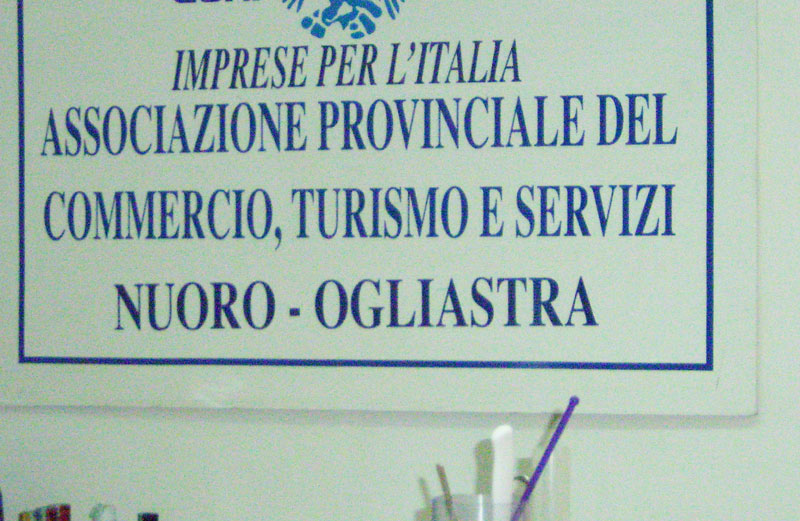 IMPRESE PER L'ITALIA
ASSOCIAZIONE PROVINCIALE DEL
COMMERCIO, TURISMO E SERVIZI
NUORO - OGLIASTRA